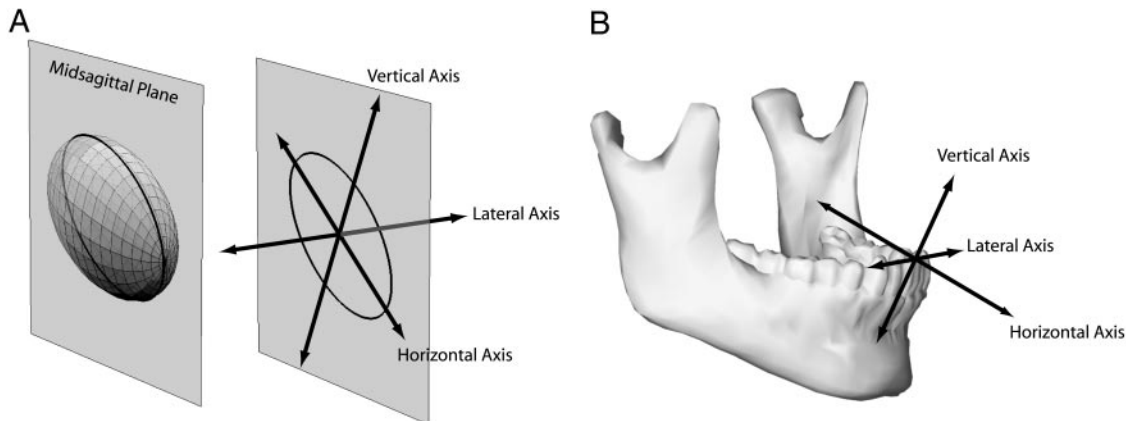 A
Midsagittal Plane
Vertical Axis
Lateral Axis
Horizontal Axis
B
Vertical Axis
Lateral Axis
Horizontal Axis